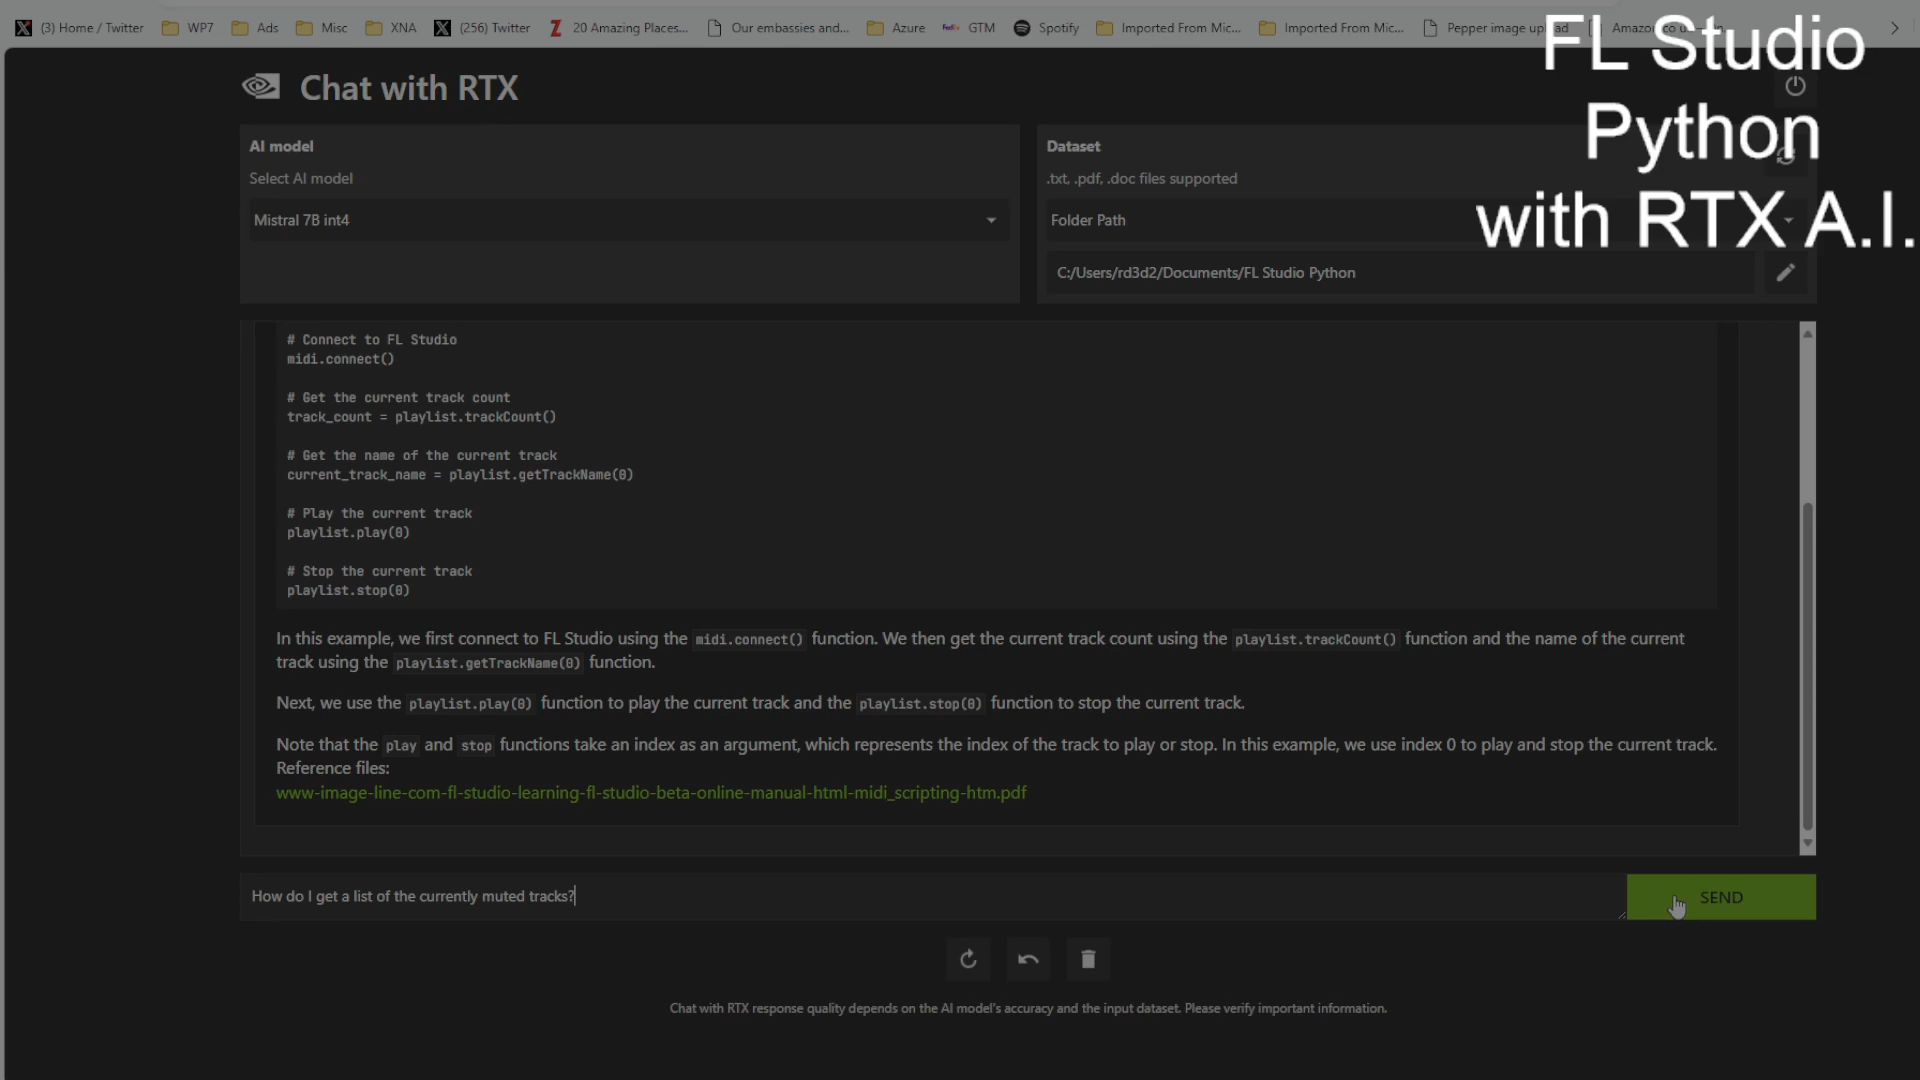 (3) Home / Twitter WP7 Ads Misc XNA (256) Twitter 20 Amazing Places... Our embassies and... Azure GTM Spotify Imported From Mic... Imported From Mic... Pepper image upload
FL Studio
Python
with RTX A.I.
Chat with RTX
AI model
Select AI model
Mistral 7B int4
Dataset
.txt, .pdf, .doc files supported
Folder Path
C:/Users/rd3d2/Documents/FL Studio Python
# Connect to FL Studio
midi.connect()
# Get the current track count
track_count = playlist.trackCount()
# Get the name of the current track
current_track_name = playlist.getTrackName(0)
# Play the current track
playlist.play(0)
# Stop the current track
playlist.stop(0)
In this example, we first connect to FL Studio using the midi.connect() function. We then get the current track count using the playlist.trackCount() function and the name of the current
track using the playlist.getTrackName(0) function.
Next, we use the playlist.play(0) function to play the current track and the playlist.stop(0) function to stop the current track.
Note that the play and stop functions take an index as an argument, which represents the index of the track to play or stop. In this example, we use index 0 to play and stop the current track.
Reference files:
www-image-line-com-fl-studio-learning-fl-studio-beta-online-manual-html-midi_scripting-htm.pdf
How do I get a list of the currently muted tracks?
SEND
Chat with RTX response quality depends on the AI model's accuracy and the input dataset. Please verify important information.